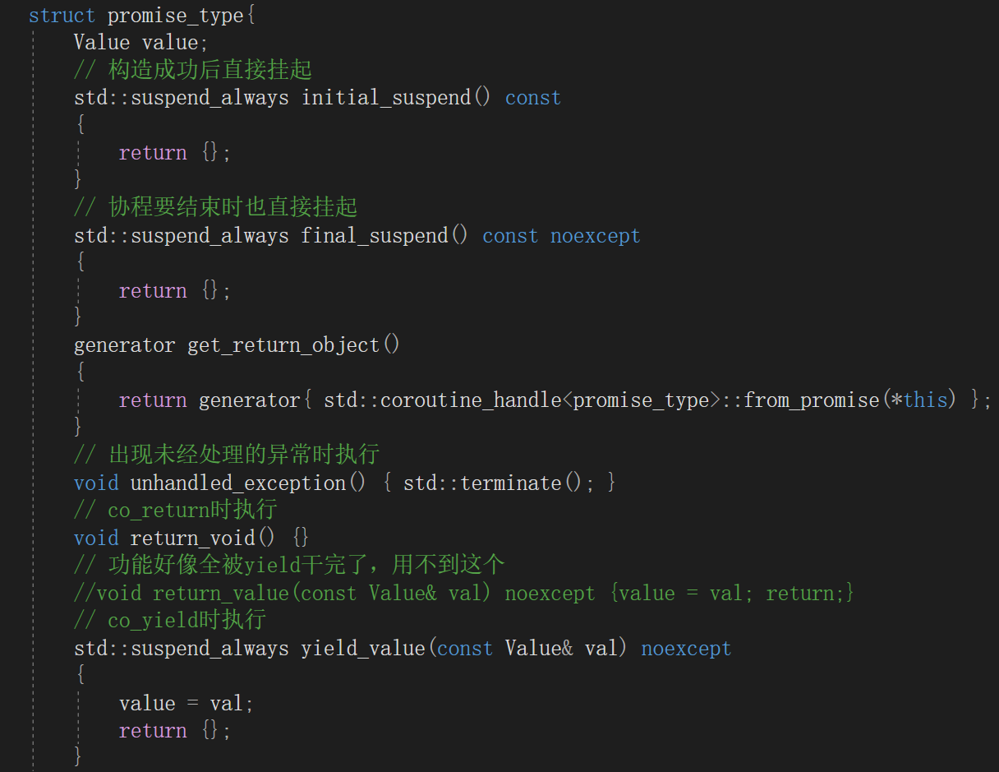 struct promise_type{
Value value;
// 构造成功后直接挂起
std::suspend_always initial_suspend() const
{
return {};
}
// 协程要结束时也直接挂起
std::suspend_always final_suspend() const noexcept
{
return {};
}
generator get_return_object()
{
return generator{ std::coroutine_handle<promise_type>::from_promise(*this) };
}
// 出现未经处理的异常时执行
void unhandled_exception() { std::terminate(); }
// co_return时执行
void return_void() {}
// 功能好像全被yield干完了，用不到这个
//void return_value(const Value& val) noexcept {value = val; return;}
// co_yield时执行
std::suspend_always yield_value(const Value& val) noexcept
{
value = val;
return {};
}